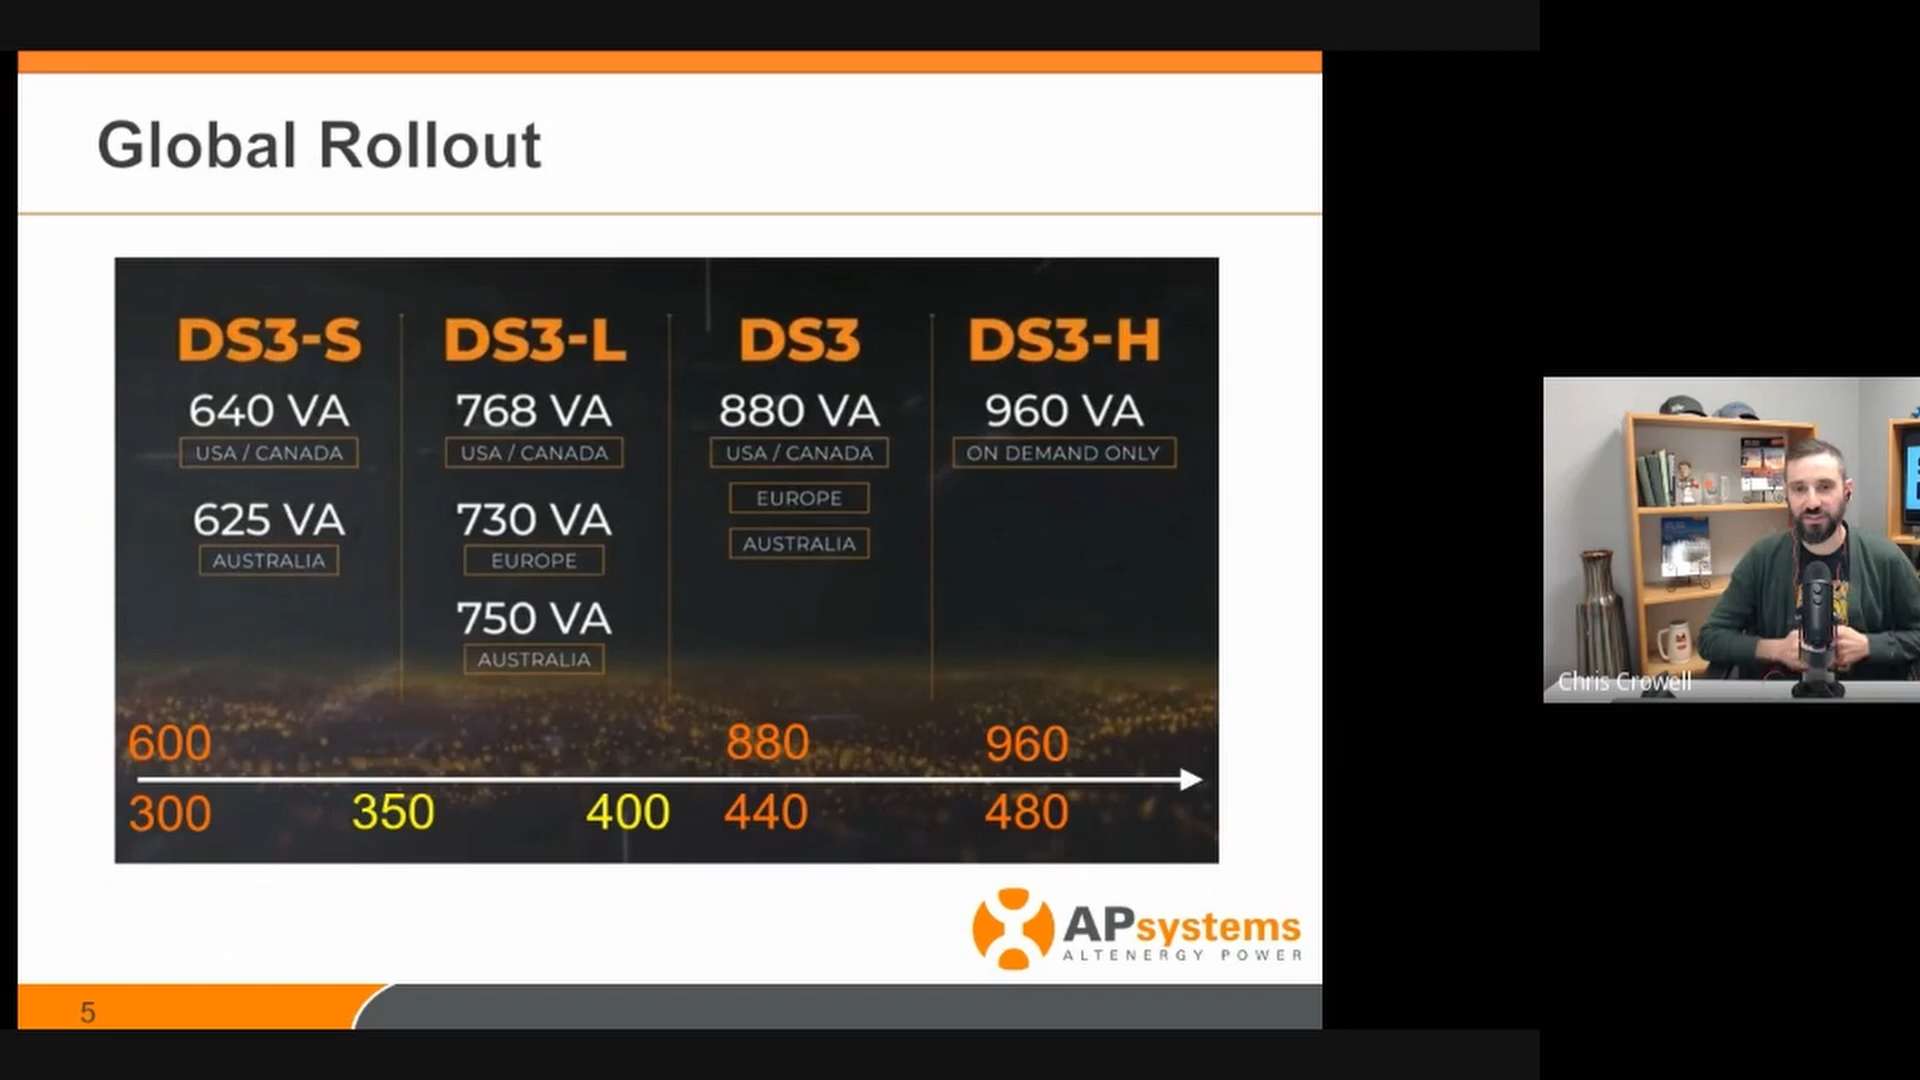 Global Rollout
DS3-S
640 VA
USA / CANADA
625 VA
AUSTRALIA
DS3-L
768 VA
USA / CANADA
730 VA
EUROPE
750 VA
AUSTRALIA
DS3
880 VA
USA / CANADA
EUROPE
AUSTRALIA
DS3-H
960 VA
ON DEMAND ONLY
600 880 960
300 350 400 440 480
APsystems
ALTENERGY POWER
5
Chris Crowell